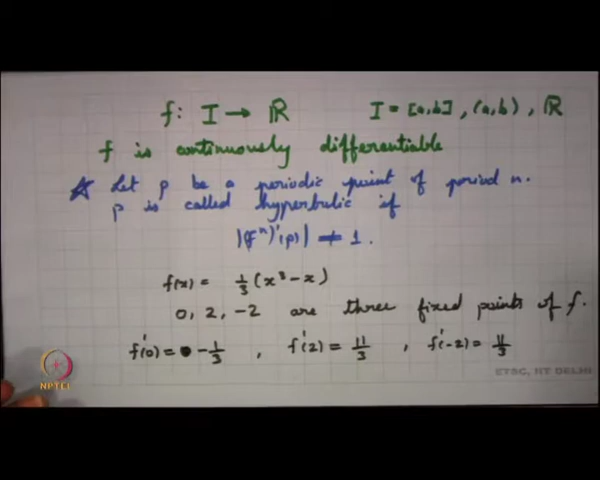 f: I → ℝ I = [a,b], (a,b), ℝ
f is continuously differentiable
☆ Let p be a periodic point of period n.
p is called hyperbolic if
|(fⁿ)'(p)| ≠ 1.
f(x) = 1/3 (x³ - x)
0, 2, -2 are three fixed points of f.
f'(0) = -1/3 , f'(2) = 11/3 , f'(-2) = 11/3
NPTEL
ETSC, IIT DELHI